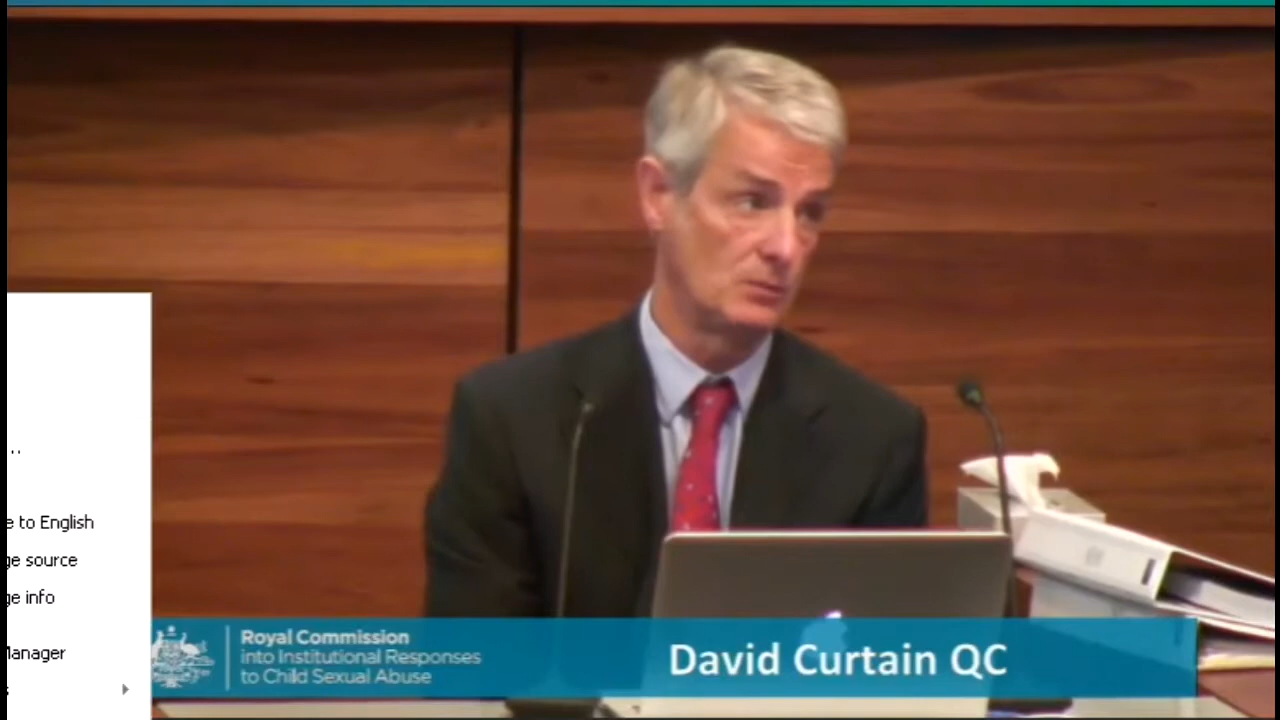 ..
e to English
ge source
ge info
Manager
s
Royal Commission
into Institutional Responses
to Child Sexual Abuse
David Curtain QC